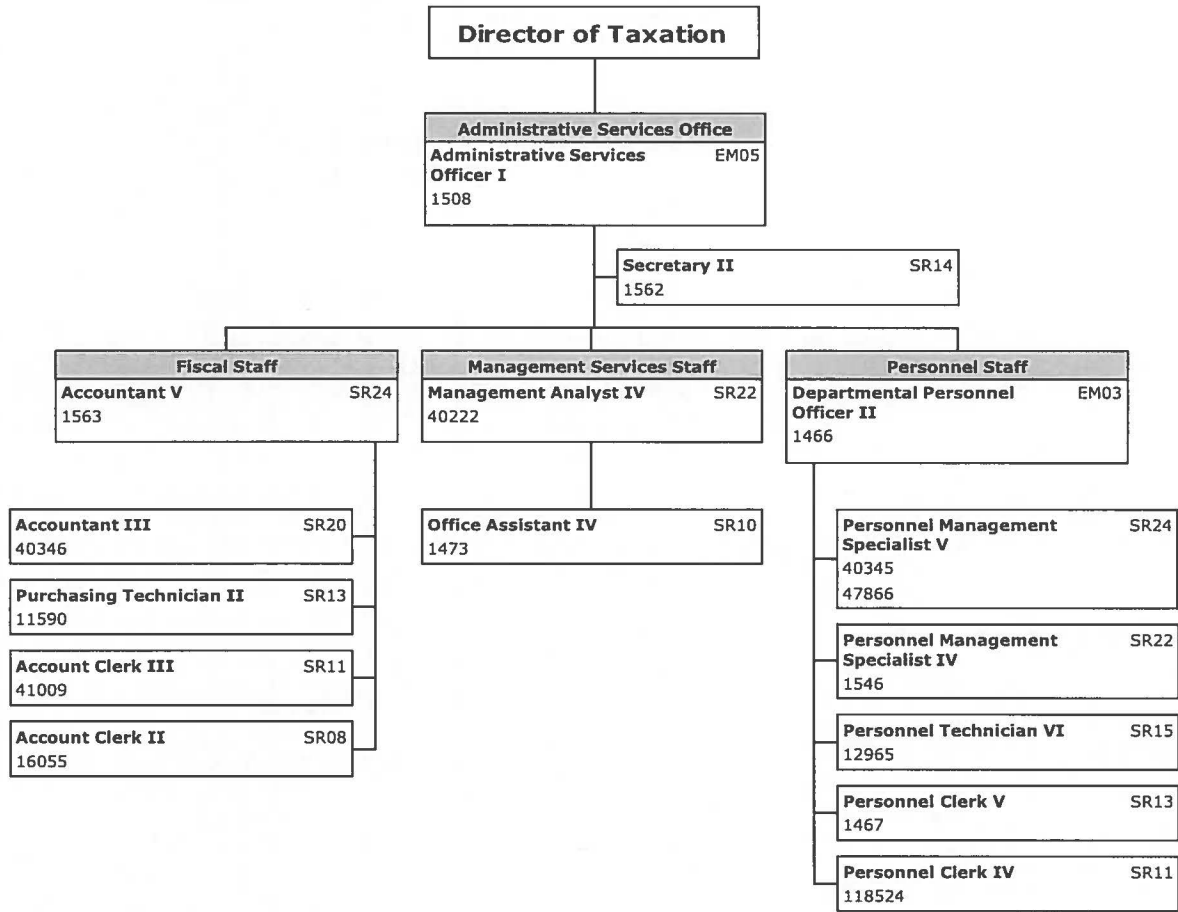 Director of Taxation
Administrative Services Office
Administrative Services EM05
Officer I
1508
Secretary II SR14
1562
Fiscal Staff
Accountant V SR24
1563
Management Services Staff
Management Analyst IV SR22
40222
Personnel Staff
Departmental Personnel EM03
Officer II
1466
Accountant III SR20
40346
Purchasing Technician II SR13
11590
Account Clerk III SR11
41009
Account Clerk II SR08
16055
Office Assistant IV SR10
1473
Personnel Management SR24
Specialist V
40345
47866
Personnel Management SR22
Specialist IV
1546
Personnel Technician VI SR15
12965
Personnel Clerk V SR13
1467
Personnel Clerk IV SR11
118524